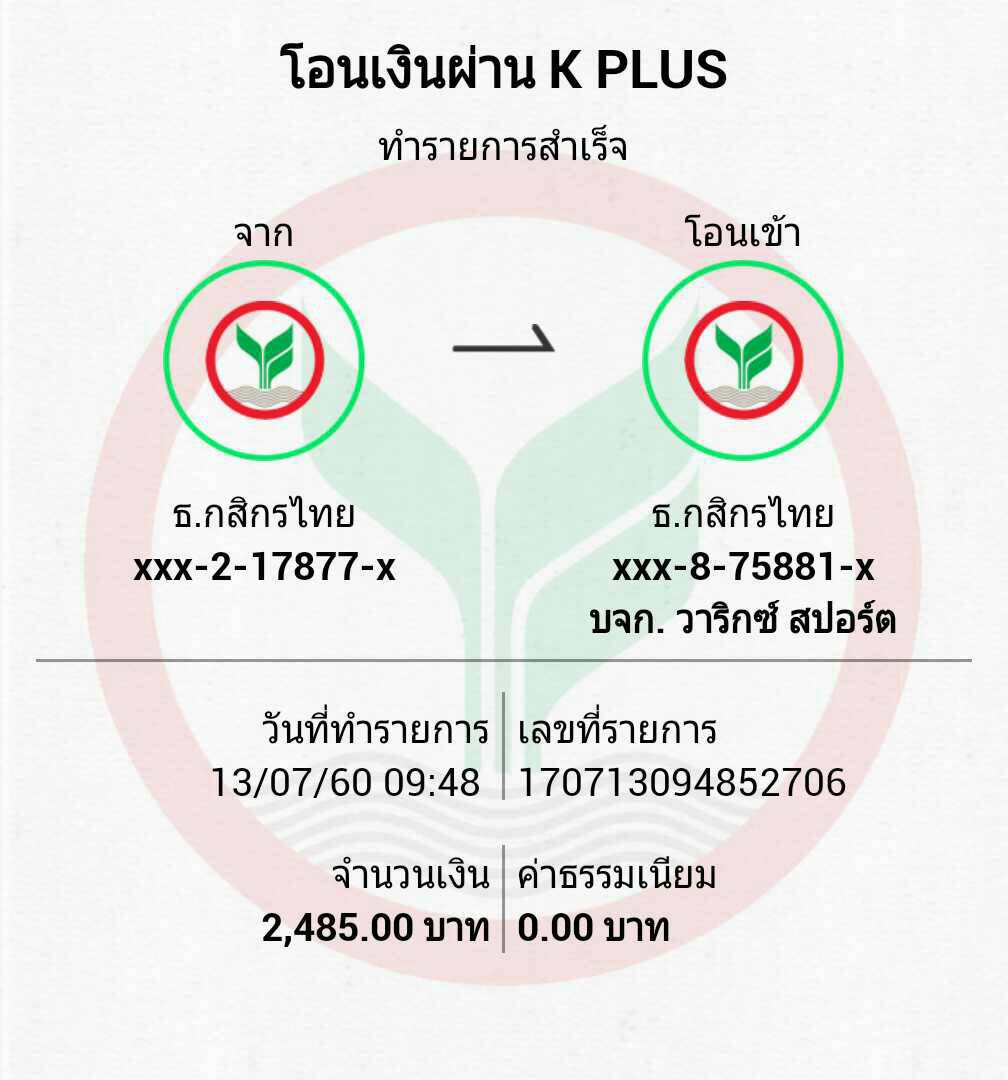 โอนเงินผ่าน K PLUS
ทำรายการสำเร็จ
จาก
โอนเข้า
ธ.กสิกรไทย
xxx-2-17877-x
ธ.กสิกรไทย
xxx-8-75881-x
บจก. วาริกซ์ สปอร์ต
วันที่ทำรายการ
13/07/60 09:48
เลขที่รายการ
170713094852706
จำนวนเงิน
2,485.00 บาท
ค่าธรรมเนียม
0.00 บาท